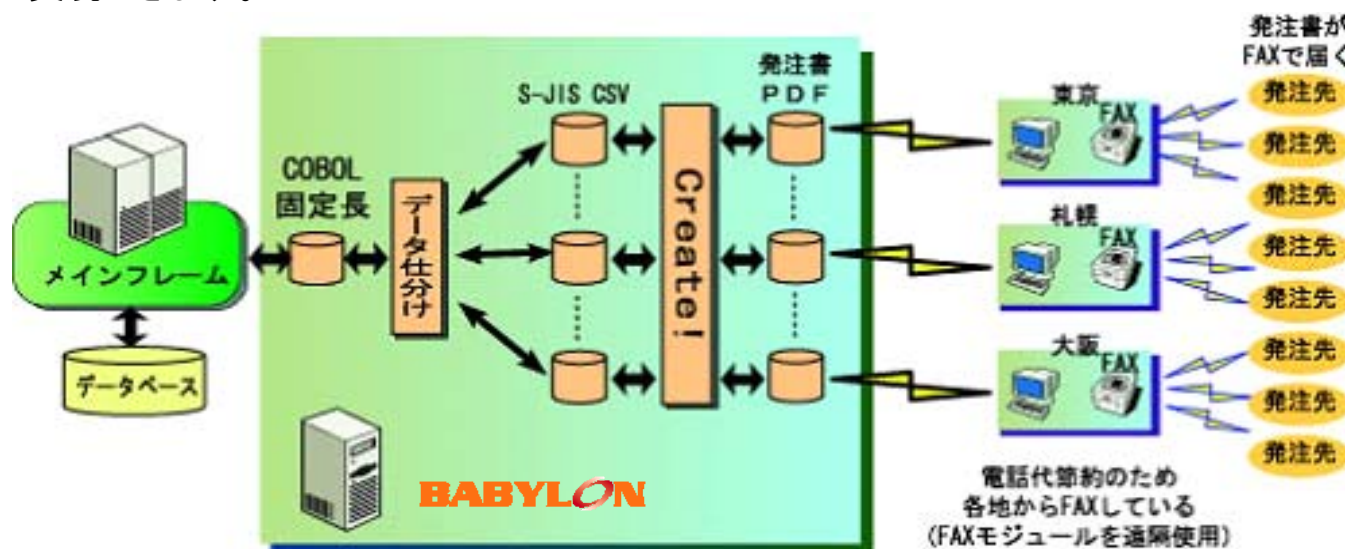 発注書が
FAXで届く
発注書
PDF
S-JIS CSV
COBOL
固定長
データ仕分け
Create!
メインフレーム
データベース
東京
FAX
札幌
FAX
大阪
FAX
発注先
発注先
発注先
発注先
発注先
発注先
発注先
発注先
BABYLON
電話代節約のため
各地からFAXしている
(FAXモジュールを遠隔使用)